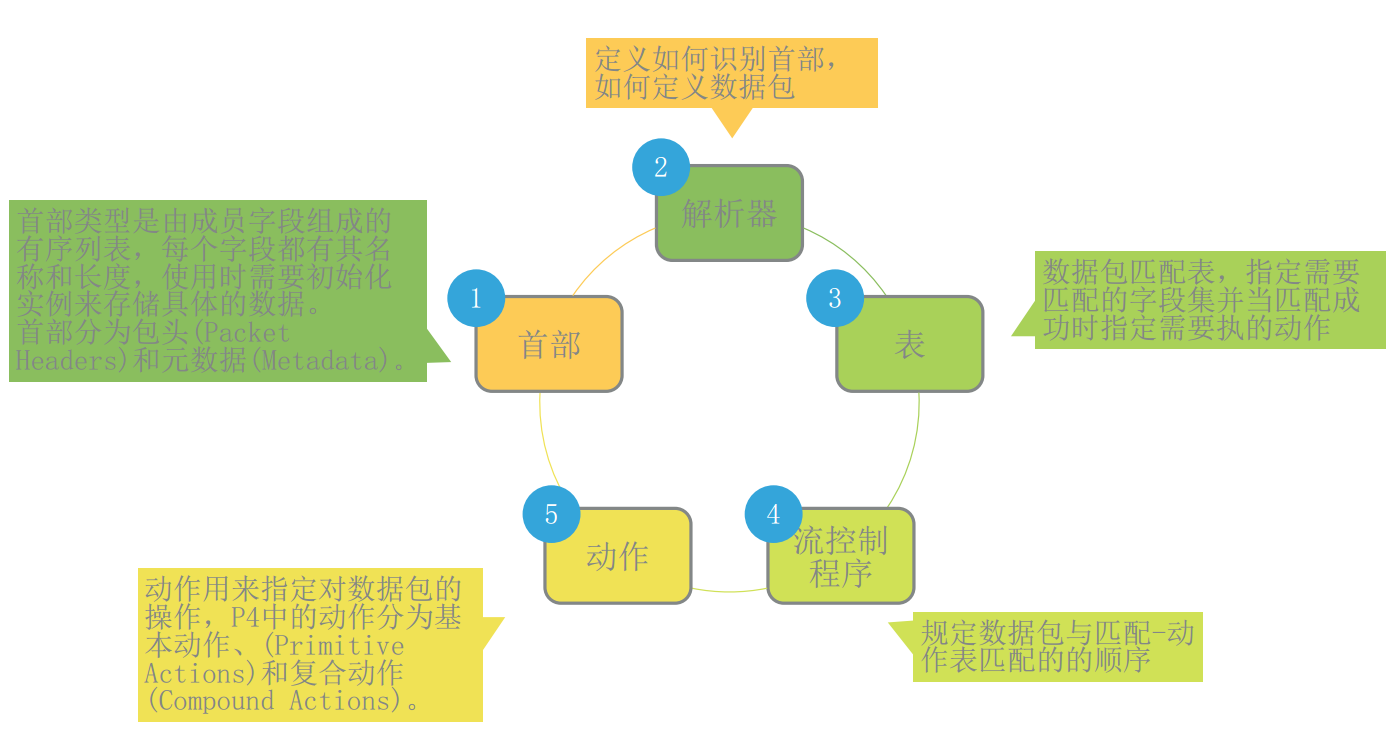 定义如何识别首部，
如何定义数据包
2
解析器
首部类型是由成员字段组成的
有序列表，每个字段都有其名
称和长度，使用时需要初始化
实例来存储具体的数据。
首部分为包头(Packet
Headers)和元数据(Metadata)。
1
首部
3
表
数据包匹配表，指定需要
匹配的字段集并当匹配成
功时指定需要执的动作
5
动作
4
流控制
程序
动作用来指定对数据包的
操作，P4中的动作分为基
本动作、(Primitive
Actions)和复合动作
(Compound Actions)。
规定数据包与匹配-动
作表匹配的的顺序